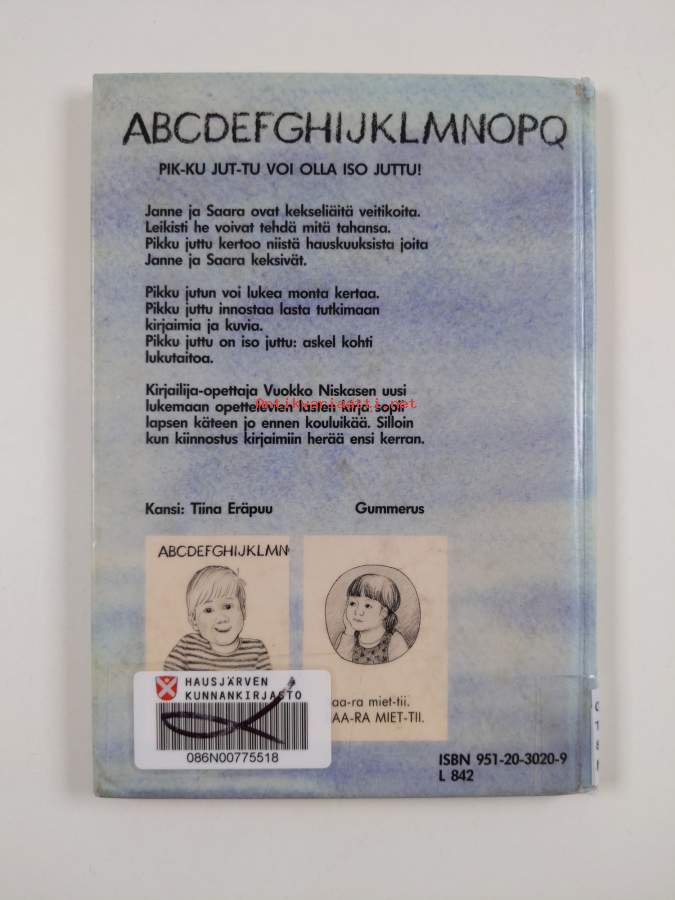 ABCDEFGHIJKLMNOPQ
PIK-KU JUT-TU VOI OLLA ISO JUTTU!
Janne ja Saara ovat kekseliäitä veitikoita.
Leikisti he voivat tehdä mitä tahansa.
Pikku juttu kertoo niistä hauskuuksista joita
Janne ja Saara keksivät.
Pikku jutun voi lukea monta kertaa.
Pikku juttu innostaa lasta tutkimaan
kirjaimia ja kuvia.
Pikku juttu on iso juttu: askel kohti
lukutaitoa.
Kirjailija-opettaja Vuokko Niskasen uusi
Antikvariaatti.net
lukemaan opettelevien lasten kirja sopii
lapsen käteen jo ennen kouluikää. Silloin
kun kiinnostus kirjaimiin herää ensi kerran.
Kansi: Tiina Eräpuu Gummerus
ABCDEFGHIJKLMN
HAUSJÄRVEN
KUNNANKIRJASTO
086N00775518
aa-ra miet-tii.
AA-RA MIET-TII.
ISBN 951-20-3020-9
L 842